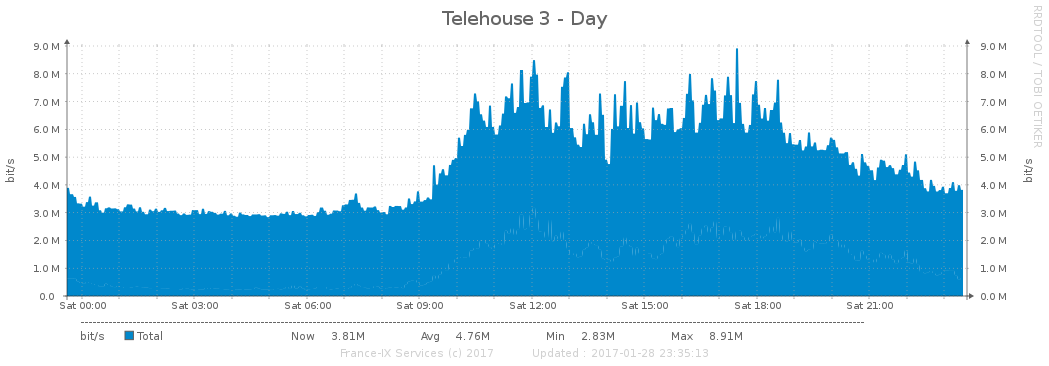 Telehouse 3 - Day
RRDTOOL / TOBI OETIKER
bit/s
9.0 M
8.0 M
7.0 M
6.0 M
5.0 M
4.0 M
3.0 M
2.0 M
1.0 M
0.0
9.0 M
8.0 M
7.0 M
6.0 M
5.0 M
4.0 M
3.0 M
2.0 M
1.0 M
0.0 M
bit/s
Sat 00:00 Sat 03:00 Sat 06:00 Sat 09:00 Sat 12:00 Sat 15:00 Sat 18:00 Sat 21:00
bit/s Total Now 3.81M Avg 4.76M Min 2.83M Max 8.91M
France-IX Services (c) 2017 Updated : 2017-01-28 23:35:13